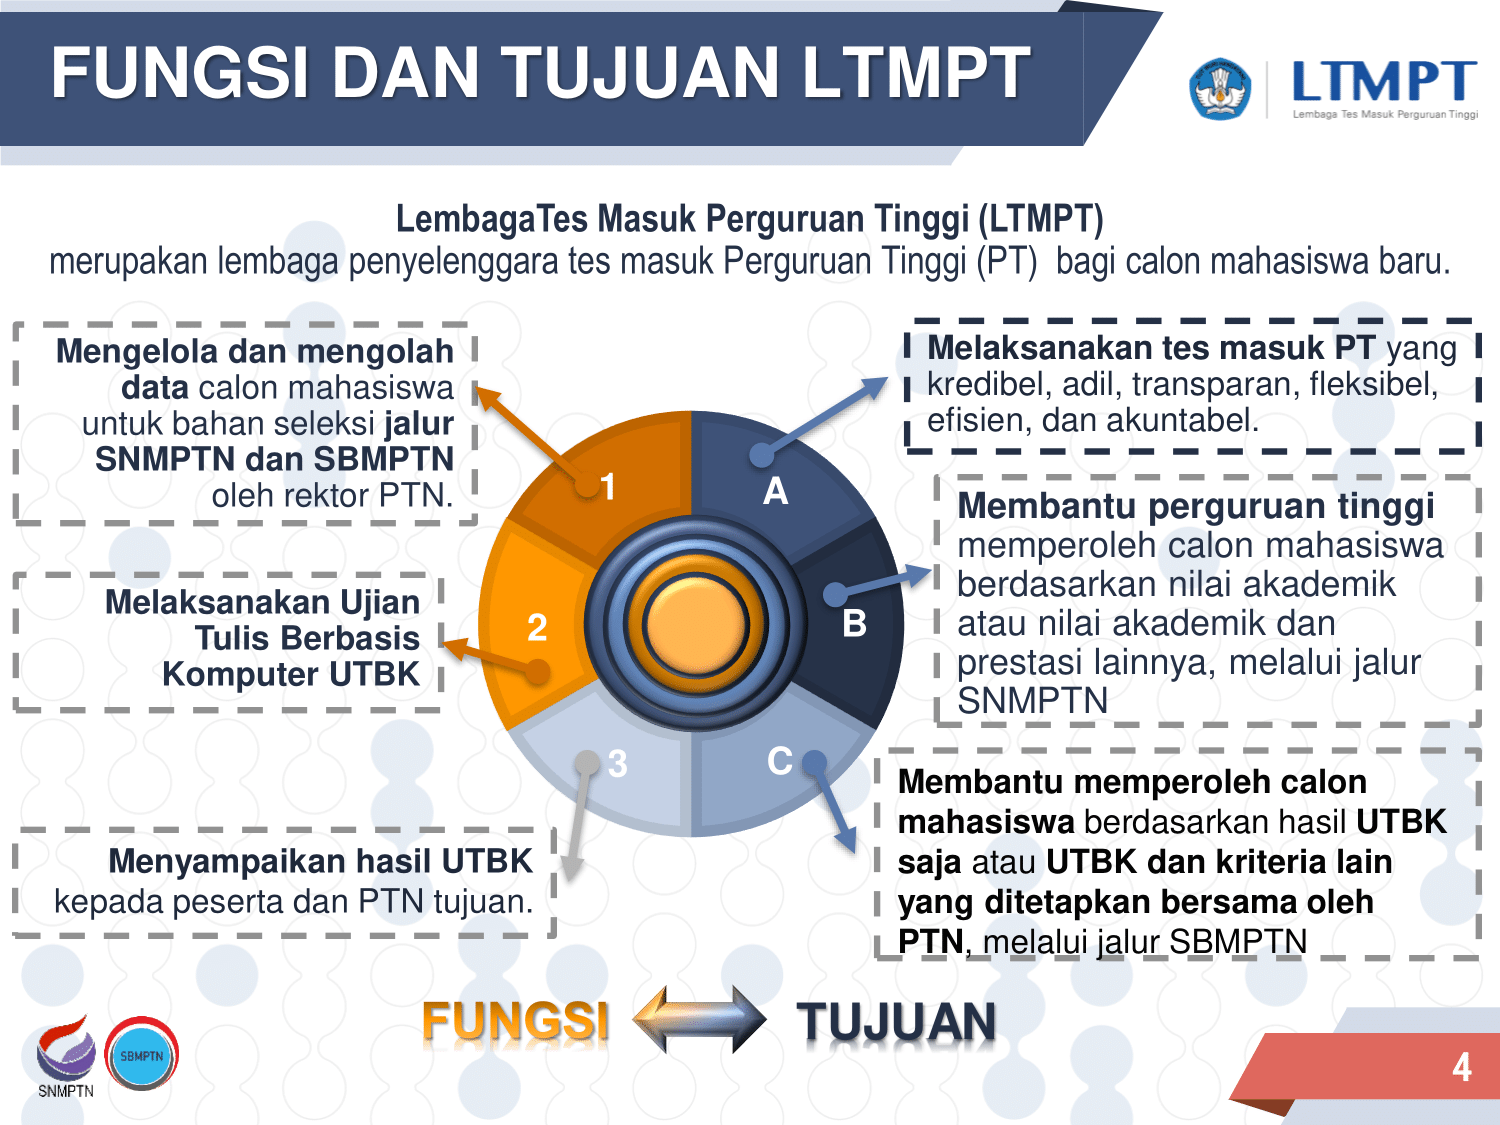 FUNGSI DAN TUJUAN LTMPT
LTMPT
Lembaga Tes Masuk Perguruan Tinggi
LembagaTes Masuk Perguruan Tinggi (LTMPT)
merupakan lembaga penyelenggara tes masuk Perguruan Tinggi (PT) bagi calon mahasiswa baru.
Mengelola dan mengolah
data calon mahasiswa
untuk bahan seleksi jalur
SNMPTN dan SBMPTN
oleh rektor PTN.
Melaksanakan Ujian
Tulis Berbasis
Komputer UTBK
Menyampaikan hasil UTBK
kepada peserta dan PTN tujuan.
1
2
3
A
B
C
Melaksanakan tes masuk PT yang
kredibel, adil, transparan, fleksibel,
efisien, dan akuntabel.
Membantu perguruan tinggi
memperoleh calon mahasiswa
berdasarkan nilai akademik
atau nilai akademik dan
prestasi lainnya, melalui jalur
SNMPTN
Membantu memperoleh calon
mahasiswa berdasarkan hasil UTBK
saja atau UTBK dan kriteria lain
yang ditetapkan bersama oleh
PTN, melalui jalur SBMPTN
FUNGSI
TUJUAN
SNMPTN
SBMPTN
4